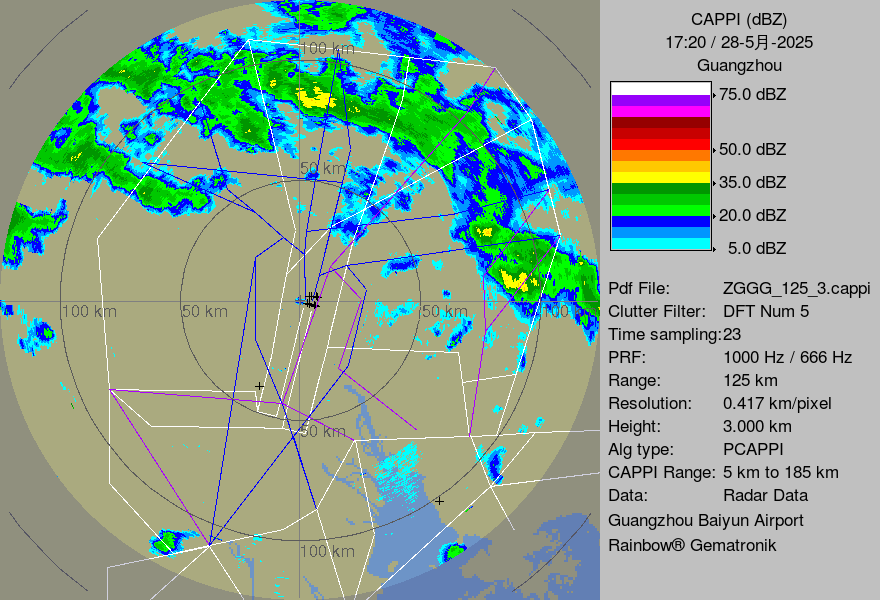 CAPPI (dBZ)
17:20 / 28-5月-2025
Guangzhou
75.0 dBZ
50.0 dBZ
35.0 dBZ
20.0 dBZ
5.0 dBZ
Pdf File: ZGGG_125_3.cappi
Clutter Filter: DFT Num 5
Time sampling:23
PRF: 1000 Hz / 666 Hz
Range: 125 km
Resolution: 0.417 km/pixel
Height: 3.000 km
Alg type: PCAPPI
CAPPI Range: 5 km to 185 km
Data: Radar Data
Guangzhou Baiyun Airport
Rainbow® Gematronik
100 km
50 km
100 km
50 km
50 km
100
50 km
100 km